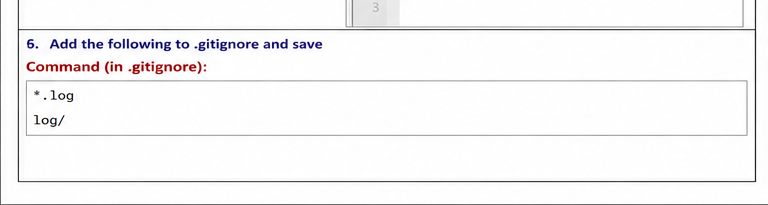 3
6. Add the following to .gitignore and save
Command (in .gitignore):
*.log
log/